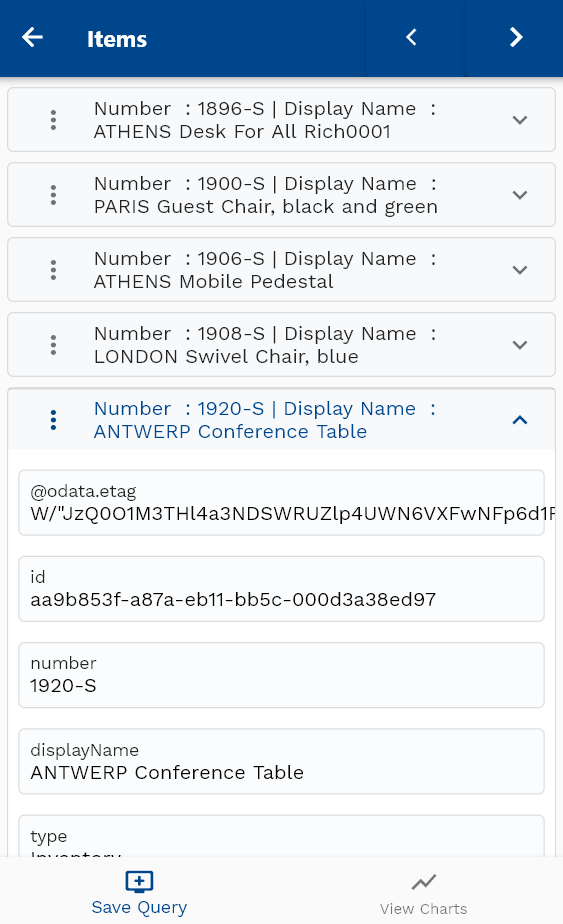 Items
Number : 1896-S | Display Name :
ATHENS Desk For All Rich0001
Number : 1900-S | Display Name :
PARIS Guest Chair, black and green
Number : 1906-S | Display Name :
ATHENS Mobile Pedestal
Number : 1908-S | Display Name :
LONDON Swivel Chair, blue
Number : 1920-S | Display Name :
ANTWERP Conference Table
@odata.etag
W/"JzQ0O1M3THl4a3NDSWRUZlp4UWN6VXFwNFp6d1F
id
aa9b853f-a87a-eb11-bb5c-000d3a38ed97
number
1920-S
displayName
ANTWERP Conference Table
type
Inventory
Save Query
View Charts